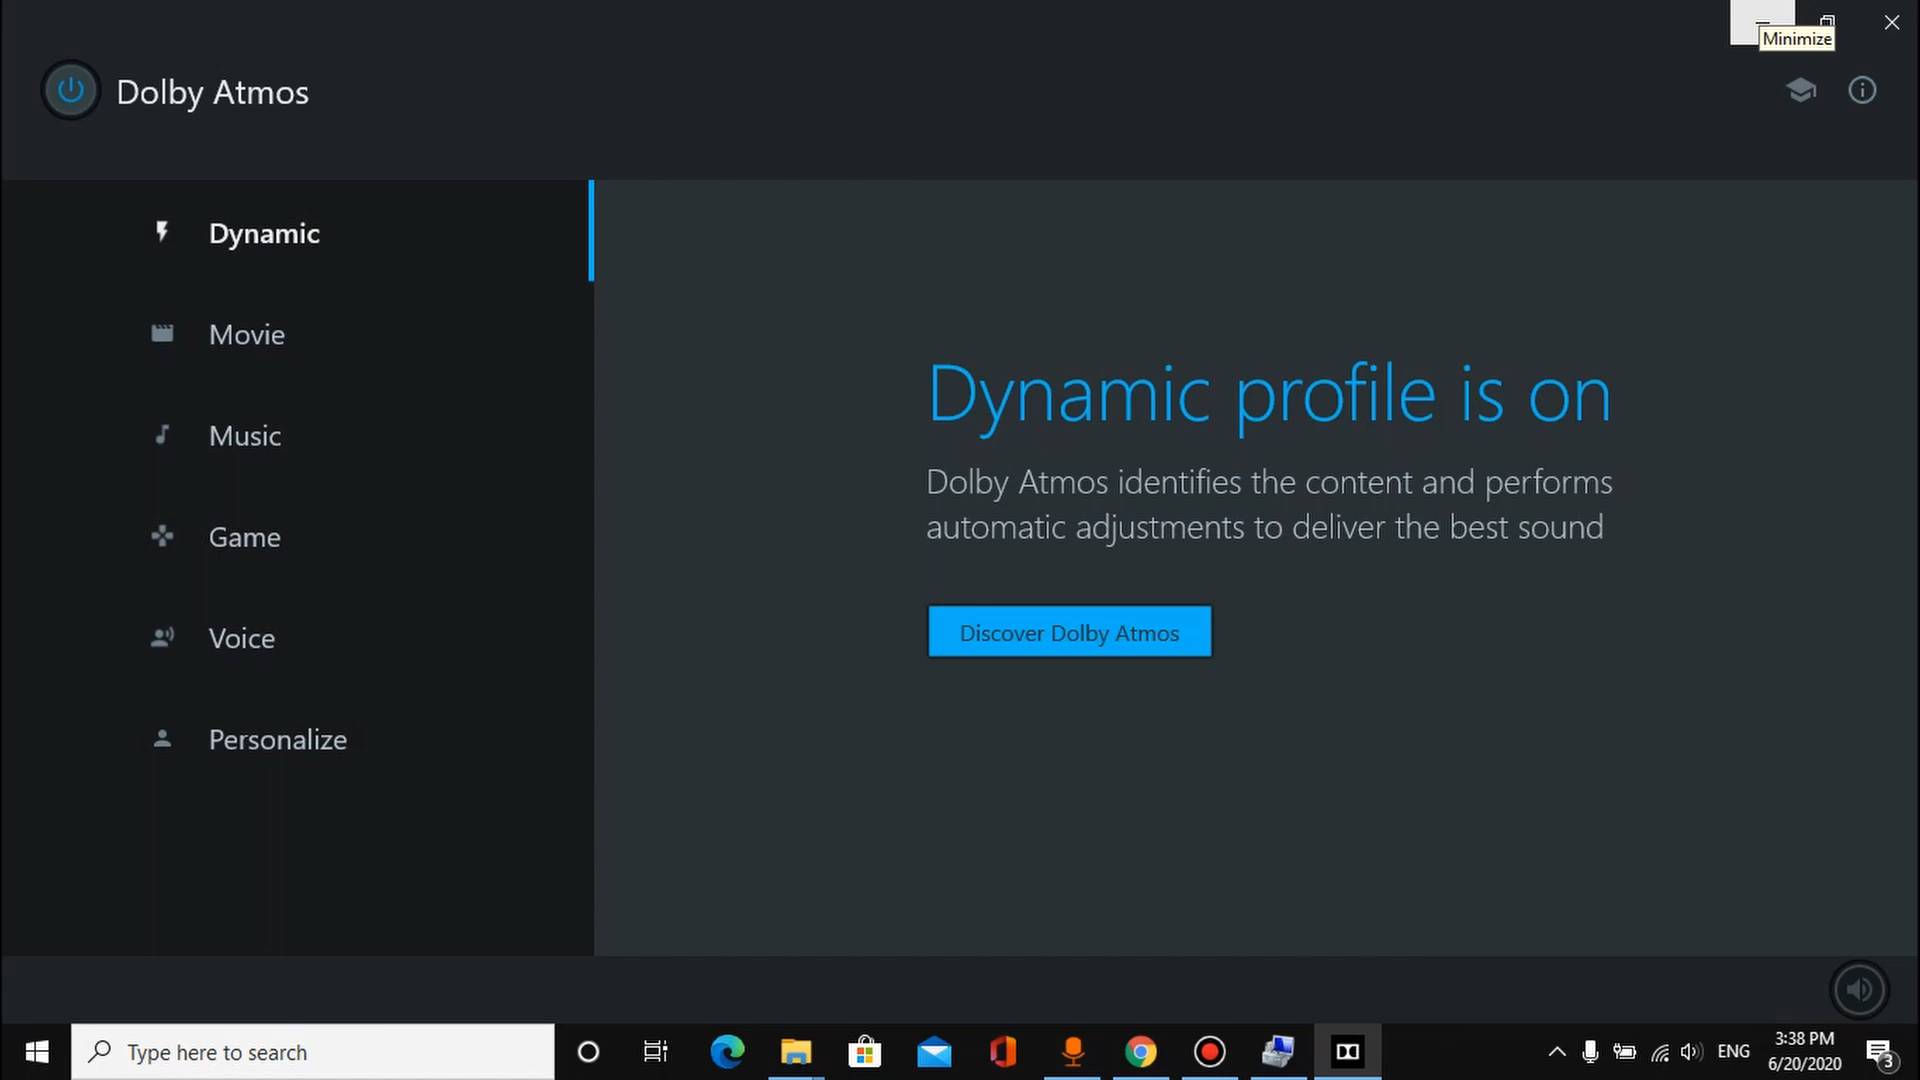 Minimize
Dolby Atmos
Dynamic
Movie
Music
Game
Voice
Personalize
Dynamic profile is on
Dolby Atmos identifies the content and performs
automatic adjustments to deliver the best sound
Discover Dolby Atmos
Type here to search
ENG
3:38 PM
6/20/2020
3